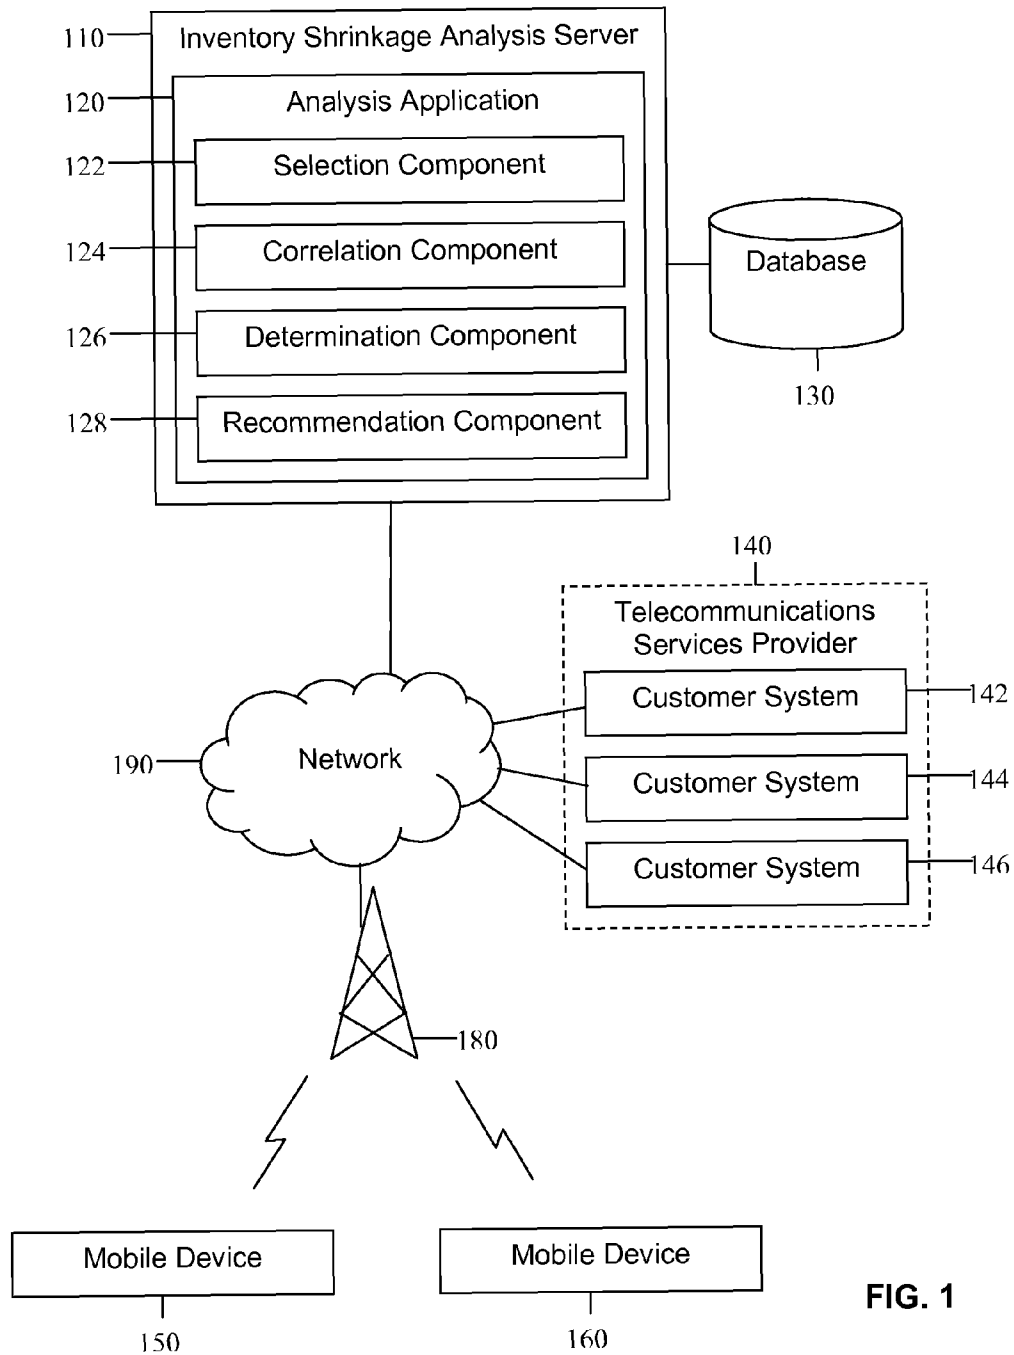 110
Inventory Shrinkage Analysis Server
120
Analysis Application
122
Selection Component
124
Correlation Component
126
Determination Component
128
Recommendation Component
Database
130
140
Telecommunications
Services Provider
Customer System
142
Customer System
144
Customer System
146
190
Network
180
Mobile Device
150
Mobile Device
160
FIG. 1